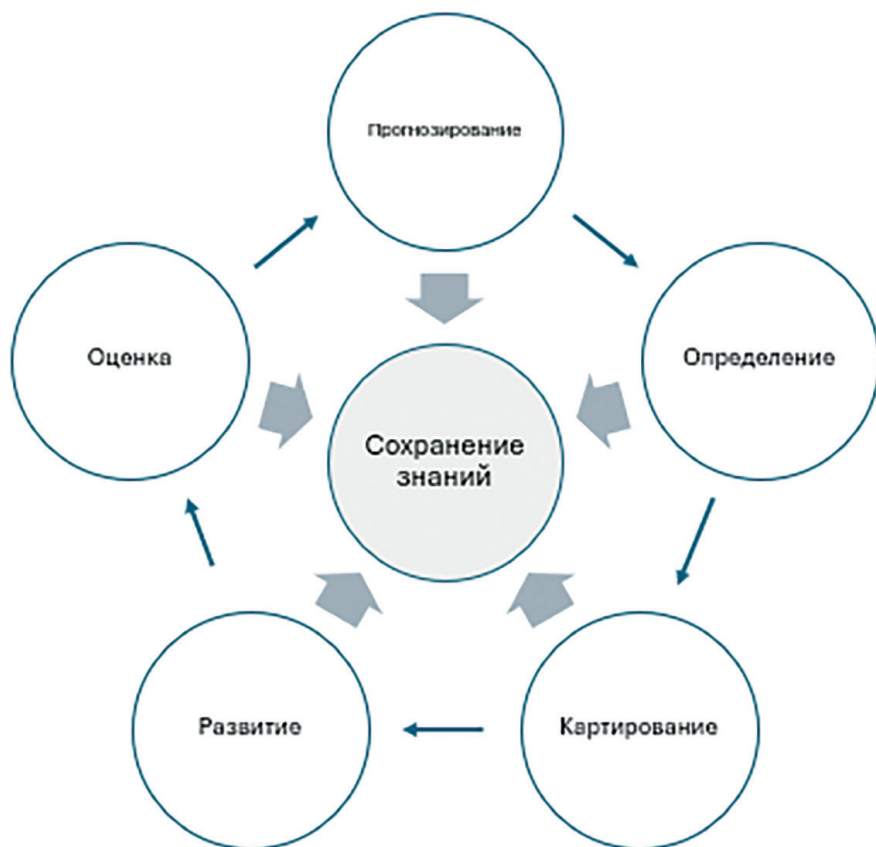 Прогнозирование
Оценка
Определение
Сохранение
знаний
Развитие
Картирование